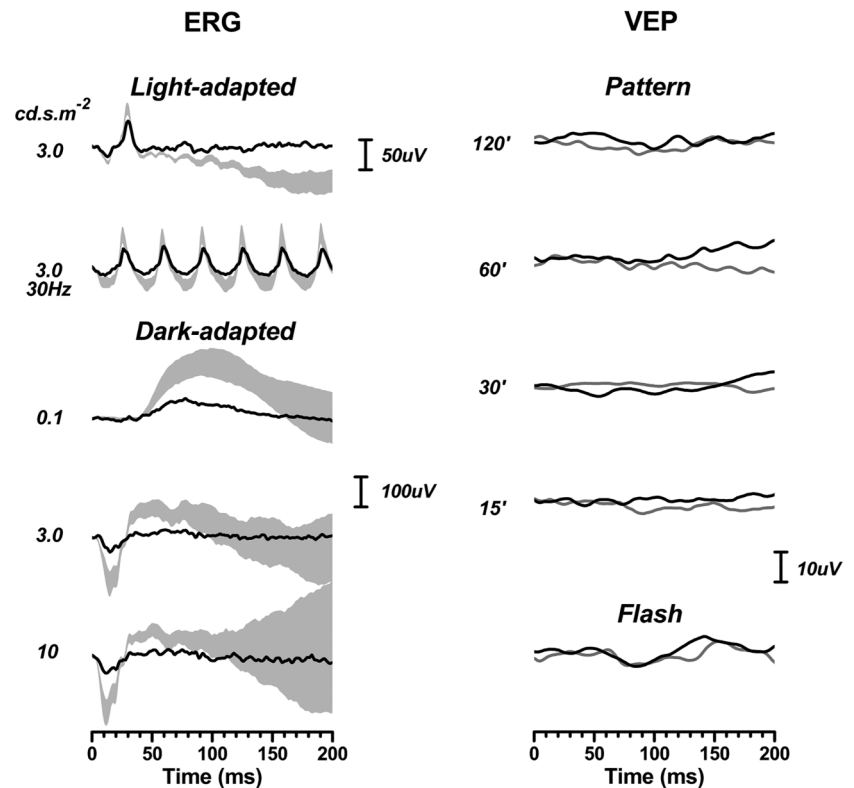 ERG
Light-adapted
cd.s.m-2
3.0
50uV
3.0
30Hz
Dark-adapted
0.1
100uV
3.0
10
0 50 100 150 200
Time (ms)
VEP
Pattern
120'
60'
30'
15'
10uV
Flash
0 50 100 150 200
Time (ms)